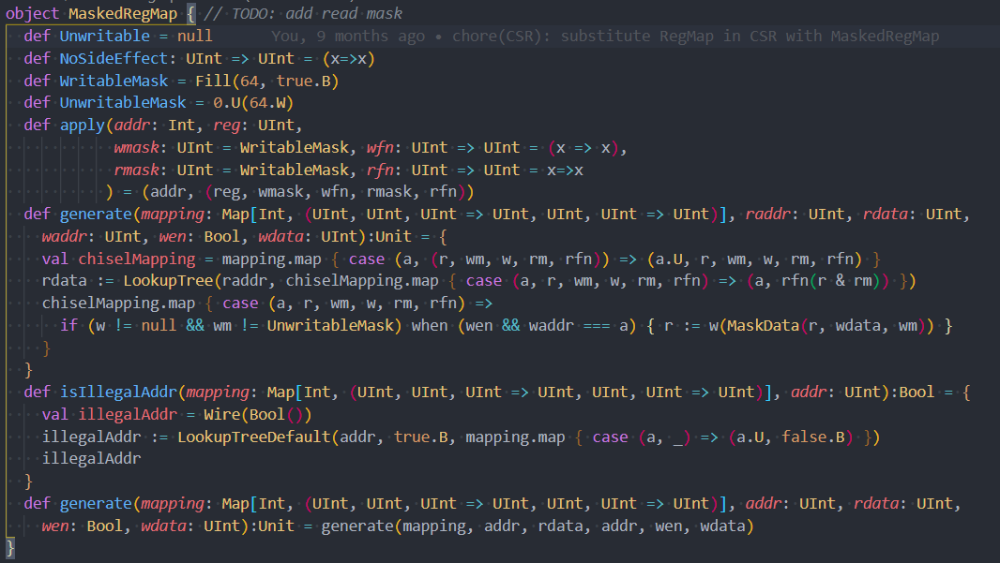 object MaskedRegMap { // TODO: add read mask
  def Unwritable = null      You, 9 months ago • chore(CSR): substitute RegMap in CSR with MaskedRegMap
  def NoSideEffect: UInt => UInt = (x=>x)
  def WritableMask = Fill(64, true.B)
  def UnwritableMask = 0.U(64.W)
  def apply(addr: Int, reg: UInt,
            wmask: UInt = WritableMask, wfn: UInt => UInt = (x => x),
            rmask: UInt = WritableMask, rfn: UInt => UInt = x=>x
           ) = (addr, (reg, wmask, wfn, rmask, rfn))
  def generate(mapping: Map[Int, (UInt, UInt, UInt => UInt, UInt, UInt => UInt)], raddr: UInt, rdata: UInt,
    waddr: UInt, wen: Bool, wdata: UInt):Unit = {
    val chiselMapping = mapping.map { case (a, (r, wm, w, rm, rfn)) => (a.U, r, wm, w, rm, rfn) }
    rdata := LookupTree(raddr, chiselMapping.map { case (a, r, wm, w, rm, rfn) => (a, rfn(r & rm)) })
    chiselMapping.map { case (a, r, wm, w, rm, rfn) =>
      if (w != null && wm != UnwritableMask) when (wen && waddr === a) { r := w(MaskData(r, wdata, wm)) }
    }
  }
  def isIllegalAddr(mapping: Map[Int, (UInt, UInt, UInt => UInt, UInt, UInt => UInt)], addr: UInt):Bool = {
    val illegalAddr = Wire(Bool())
    illegalAddr := LookupTreeDefault(addr, true.B, mapping.map { case (a, _) => (a.U, false.B) })
    illegalAddr
  }
  def generate(mapping: Map[Int, (UInt, UInt, UInt => UInt, UInt, UInt => UInt)], addr: UInt, rdata: UInt,
    wen: Bool, wdata: UInt):Unit = generate(mapping, addr, rdata, addr, wen, wdata)
}